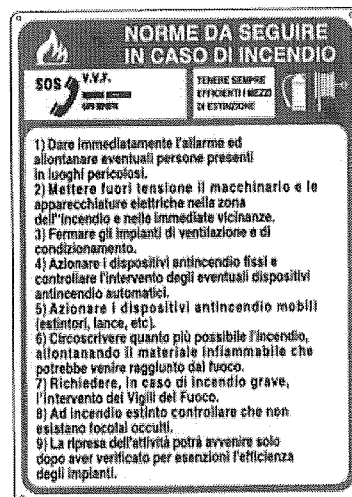 NORME DA SEGUIRE
IN CASO DI INCENDIO
SOS
V.V.F.
TENERE SEMPRE
EFFICIENTI I MEZZI
DI ESTINZIONE
1) Dare immediatamente l'allarme ed
allontanare eventuali persone presenti
in luoghi pericolosi.
2) Mettere fuori tensione il macchinario e le
apparecchiature elettriche nella zona
dell'incendio e nelle immediate vicinanze.
3) Fermare gli impianti di ventilazione e di
condizionamento.
4) Azionare i dispositivi antincendio fissi e
controllare l'intervento degli eventuali dispositivi
antincendio automatici.
5) Azionare i dispositivi antincendio mobili
(estintori, lance, etc).
6) Circoscrivere quanto più possibile l'incendio,
allontanando il materiale infiammabile che
potrebbe venire raggiunto dal fuoco.
7) Richiedere, in caso di incendio grave,
l'intervento dei Vigili del Fuoco.
8) Ad incendio estinto controllare che non
esistano focolai occulti.
9) La ripresa dell'attività potrà avvenire solo
dopo aver verificato per esenzioni l'efficienza
degli impianti.